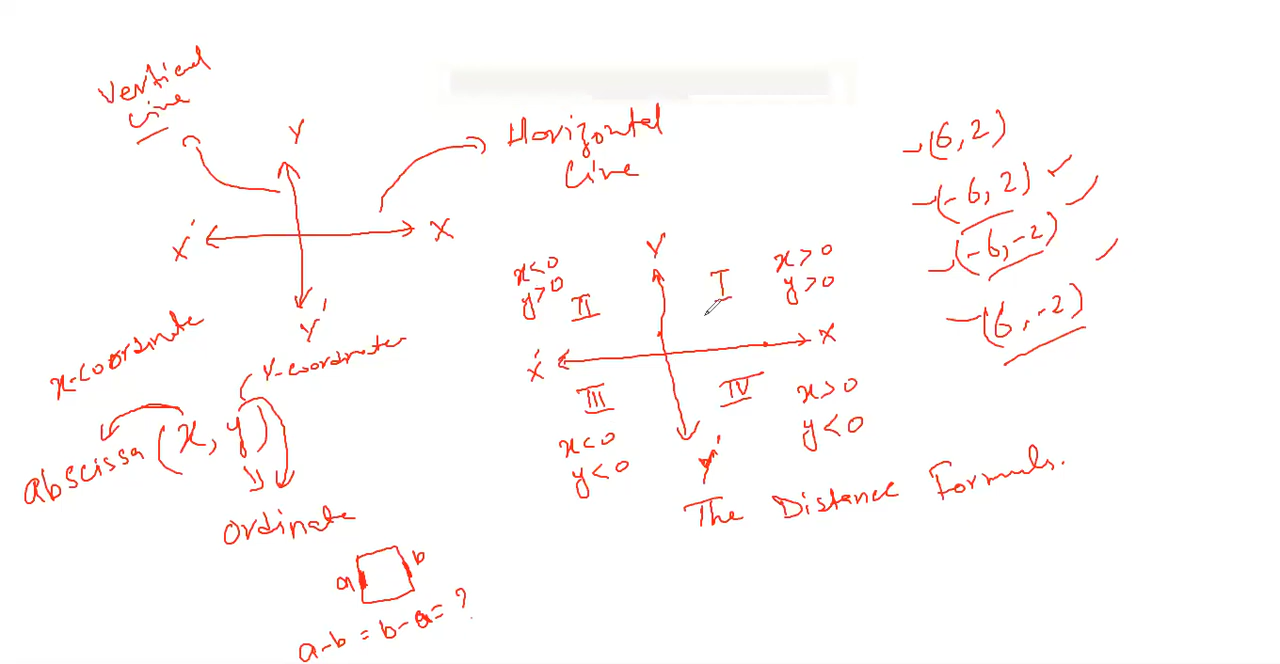 Vertical
Line
Y
X'
X
Y'
Horizontal
Line
x-coordinate
Y-coordinate
abscissa (x, y)
Ordinate
a
b
a-b = b-a = ?
Y
x<0
y>0
II
I
x>0
y>0
X'
X
III
x<0
y<0
IV
x>0
y<0
Y'
The Distance Formula.
-(6,2)
-(-6,2) ✓
-(-6,-2)
-(6,-2)